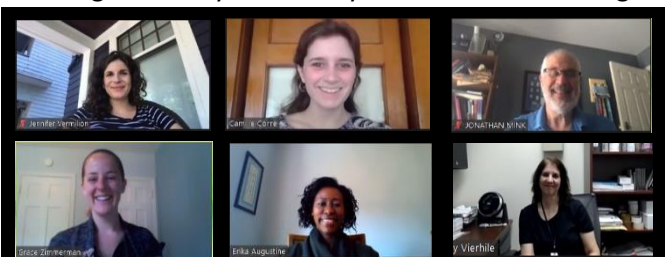 Jennifer Vermilion
Camille Corre
JONATHAN MINK
Grace Zimmerman
Erika Augustine
y Vierhile